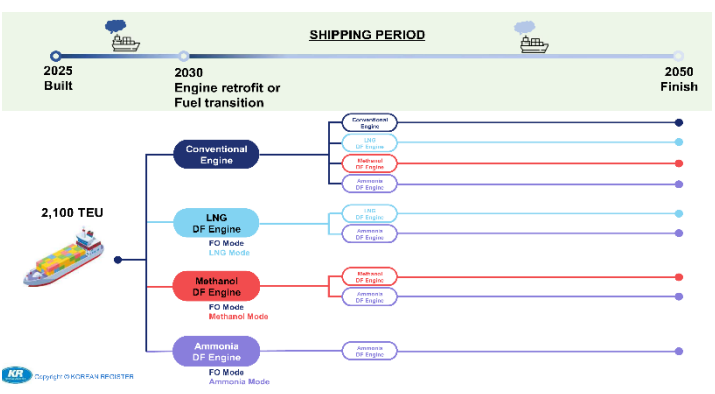 SHIPPING PERIOD
2025
Built
2030
Engine retrofit or
Fuel transition
2050
Finish
2,100 TEU
Conventional
Engine
Conventional
Engine
LNG
DF Engine
Methanol
DF Engine
Ammonia
DF Engine
LNG
DF Engine
FO Mode
LNG Mode
LNG
DF Engine
Ammonia
DF Engine
Methanol
DF Engine
FO Mode
Methanol Mode
Methanol
DF Engine
Ammonia
DF Engine
Ammonia
DF Engine
FO Mode
Ammonia Mode
Ammonia
DF Engine
KR
Copyright © KOREAN REGISTER